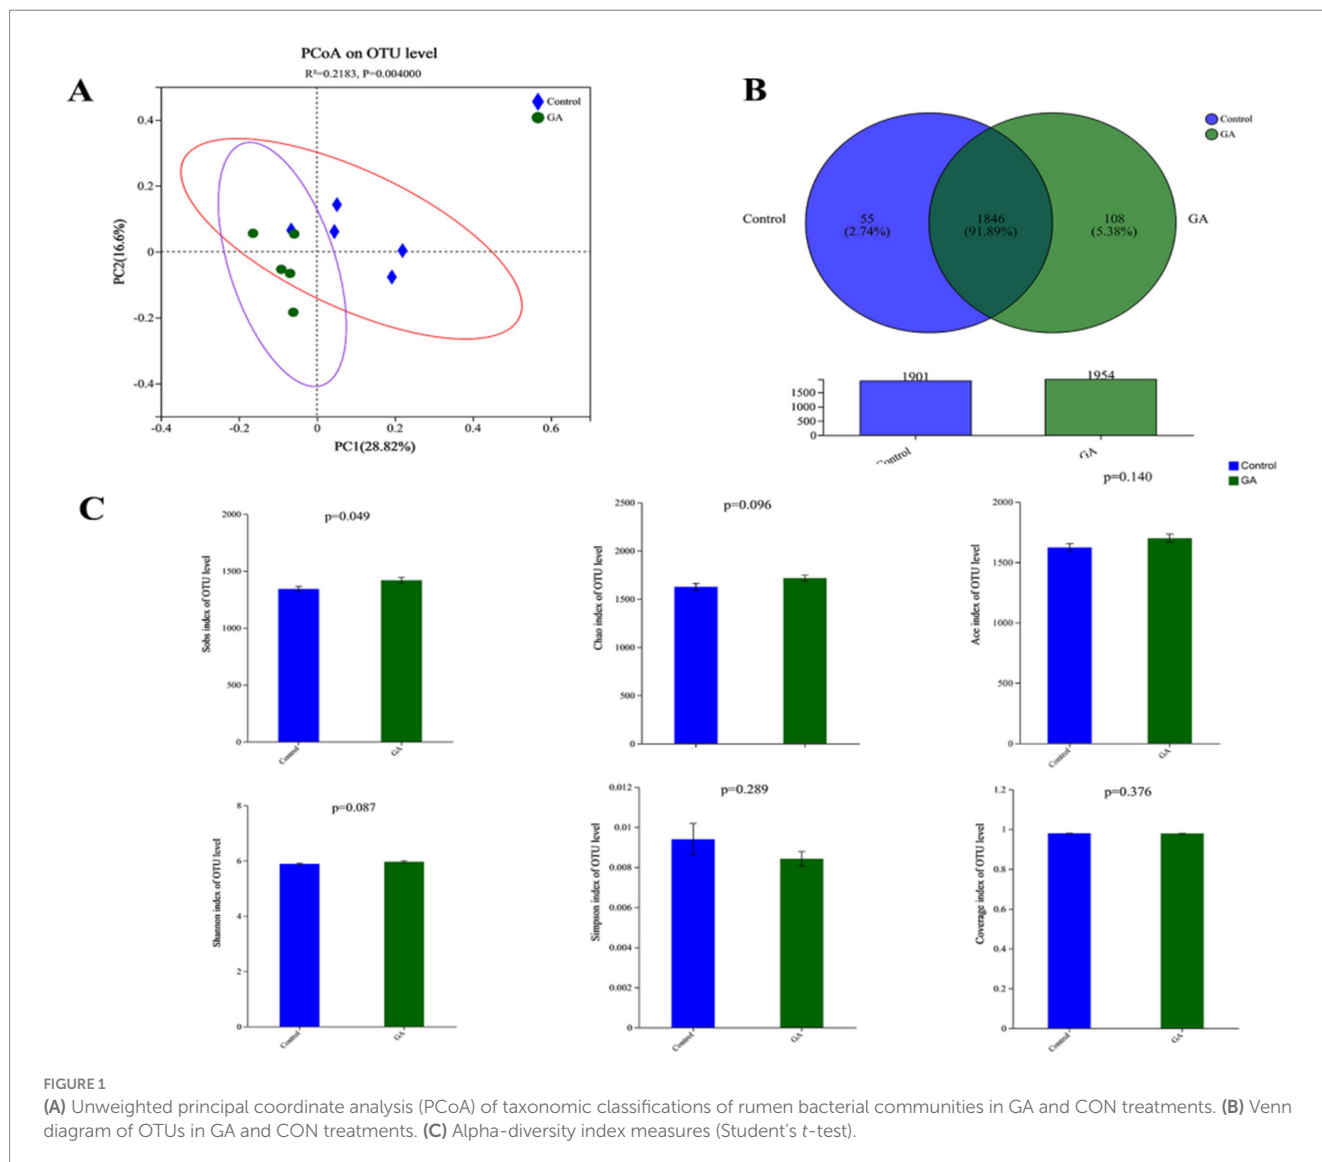 PCoA on OTU level
R²=0.2183, P=0.004000
A
Control
GA
0.4
0.2
0
-0.2
-0.4
PC2(16.6%)
-0.4
-0.2
0
0.2
0.4
0.6
PC1(28.82%)
B
Control
GA
Control
55
(2.74%)
1846
(91.89%)
108
(5.38%)
GA
1901
1954
1500
1000
500
0
Control
GA
Control
GA
C
p=0.049
2000
1500
1000
500
0
Sobs index of OTU level
Control
GA
p=0.096
2500
2000
1500
1000
500
0
Chao index of OTU level
p=0.140
2000
1500
1000
500
0
Ace index of OTU level
Control
GA
p=0.087
8
6
4
2
0
Shannon index of OTU level
Control
GA
p=0.289
0.012
0.01
0.008
0.006
0.004
0.002
0
Simpson index of OTU level
Control
GA
p=0.376
1.2
1
0.8
0.6
0.4
0.2
0
Coverage index of OTU level
Control
GA
FIGURE 1
(A) Unweighted principal coordinate analysis (PCoA) of taxonomic classifications of rumen bacterial communities in GA and CON treatments. (B) Venn
diagram of OTUs in GA and CON treatments. (C) Alpha-diversity index measures (Student's t-test).